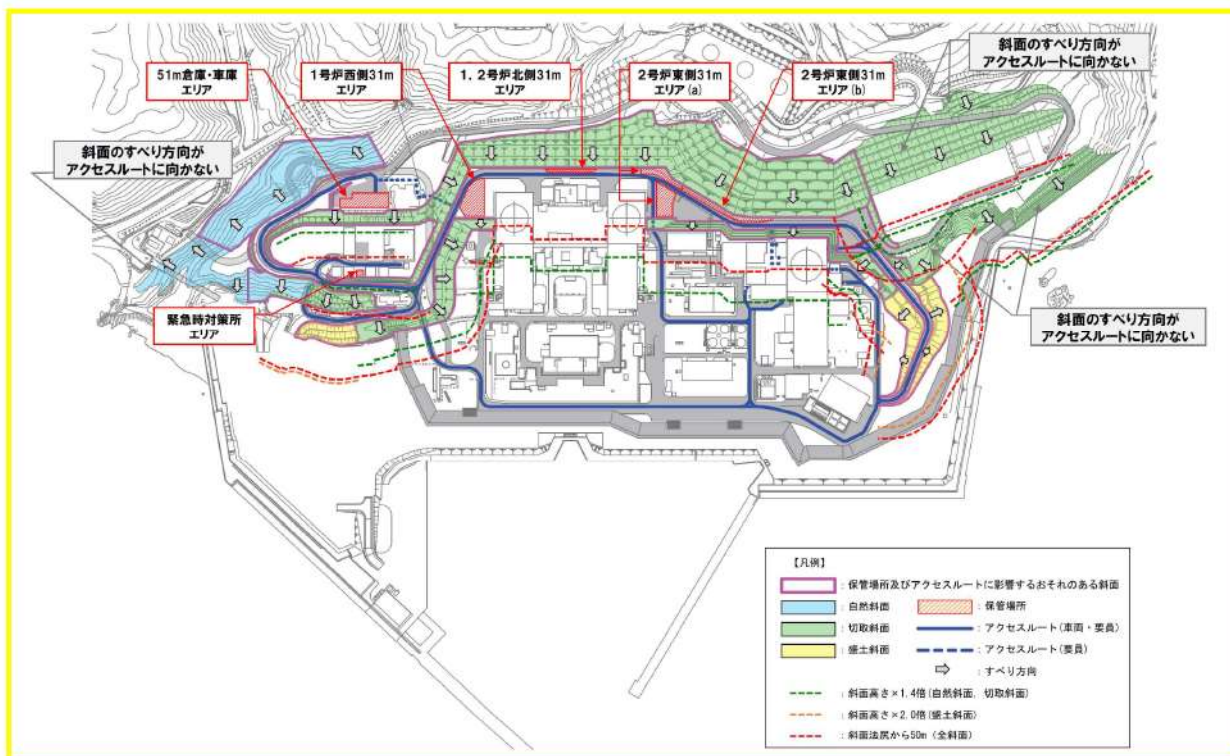 斜面のすべり方向が
アクセスルートに向かない
51m倉庫・車庫
エリア
1号炉西側31m
エリア
1,2号炉北側31m
エリア
2号炉東側31m
エリア(a)
2号炉東側31m
エリア(b)
斜面のすべり方向が
アクセスルートに向かない
緊急時対策所
エリア
斜面のすべり方向が
アクセスルートに向かない
【凡例】
:保管場所及びアクセスルートに影響するおそれのある斜面
:自然斜面
:保管場所
:切取斜面
:アクセスルート(車両・要員)
:盛土斜面
:アクセスルート(要員)
:すべり方向
:斜面高さ×1.4倍(自然斜面、切取斜面)
:斜面高さ×2.0倍(盛土斜面)
:斜面法尻から50m(全斜面)